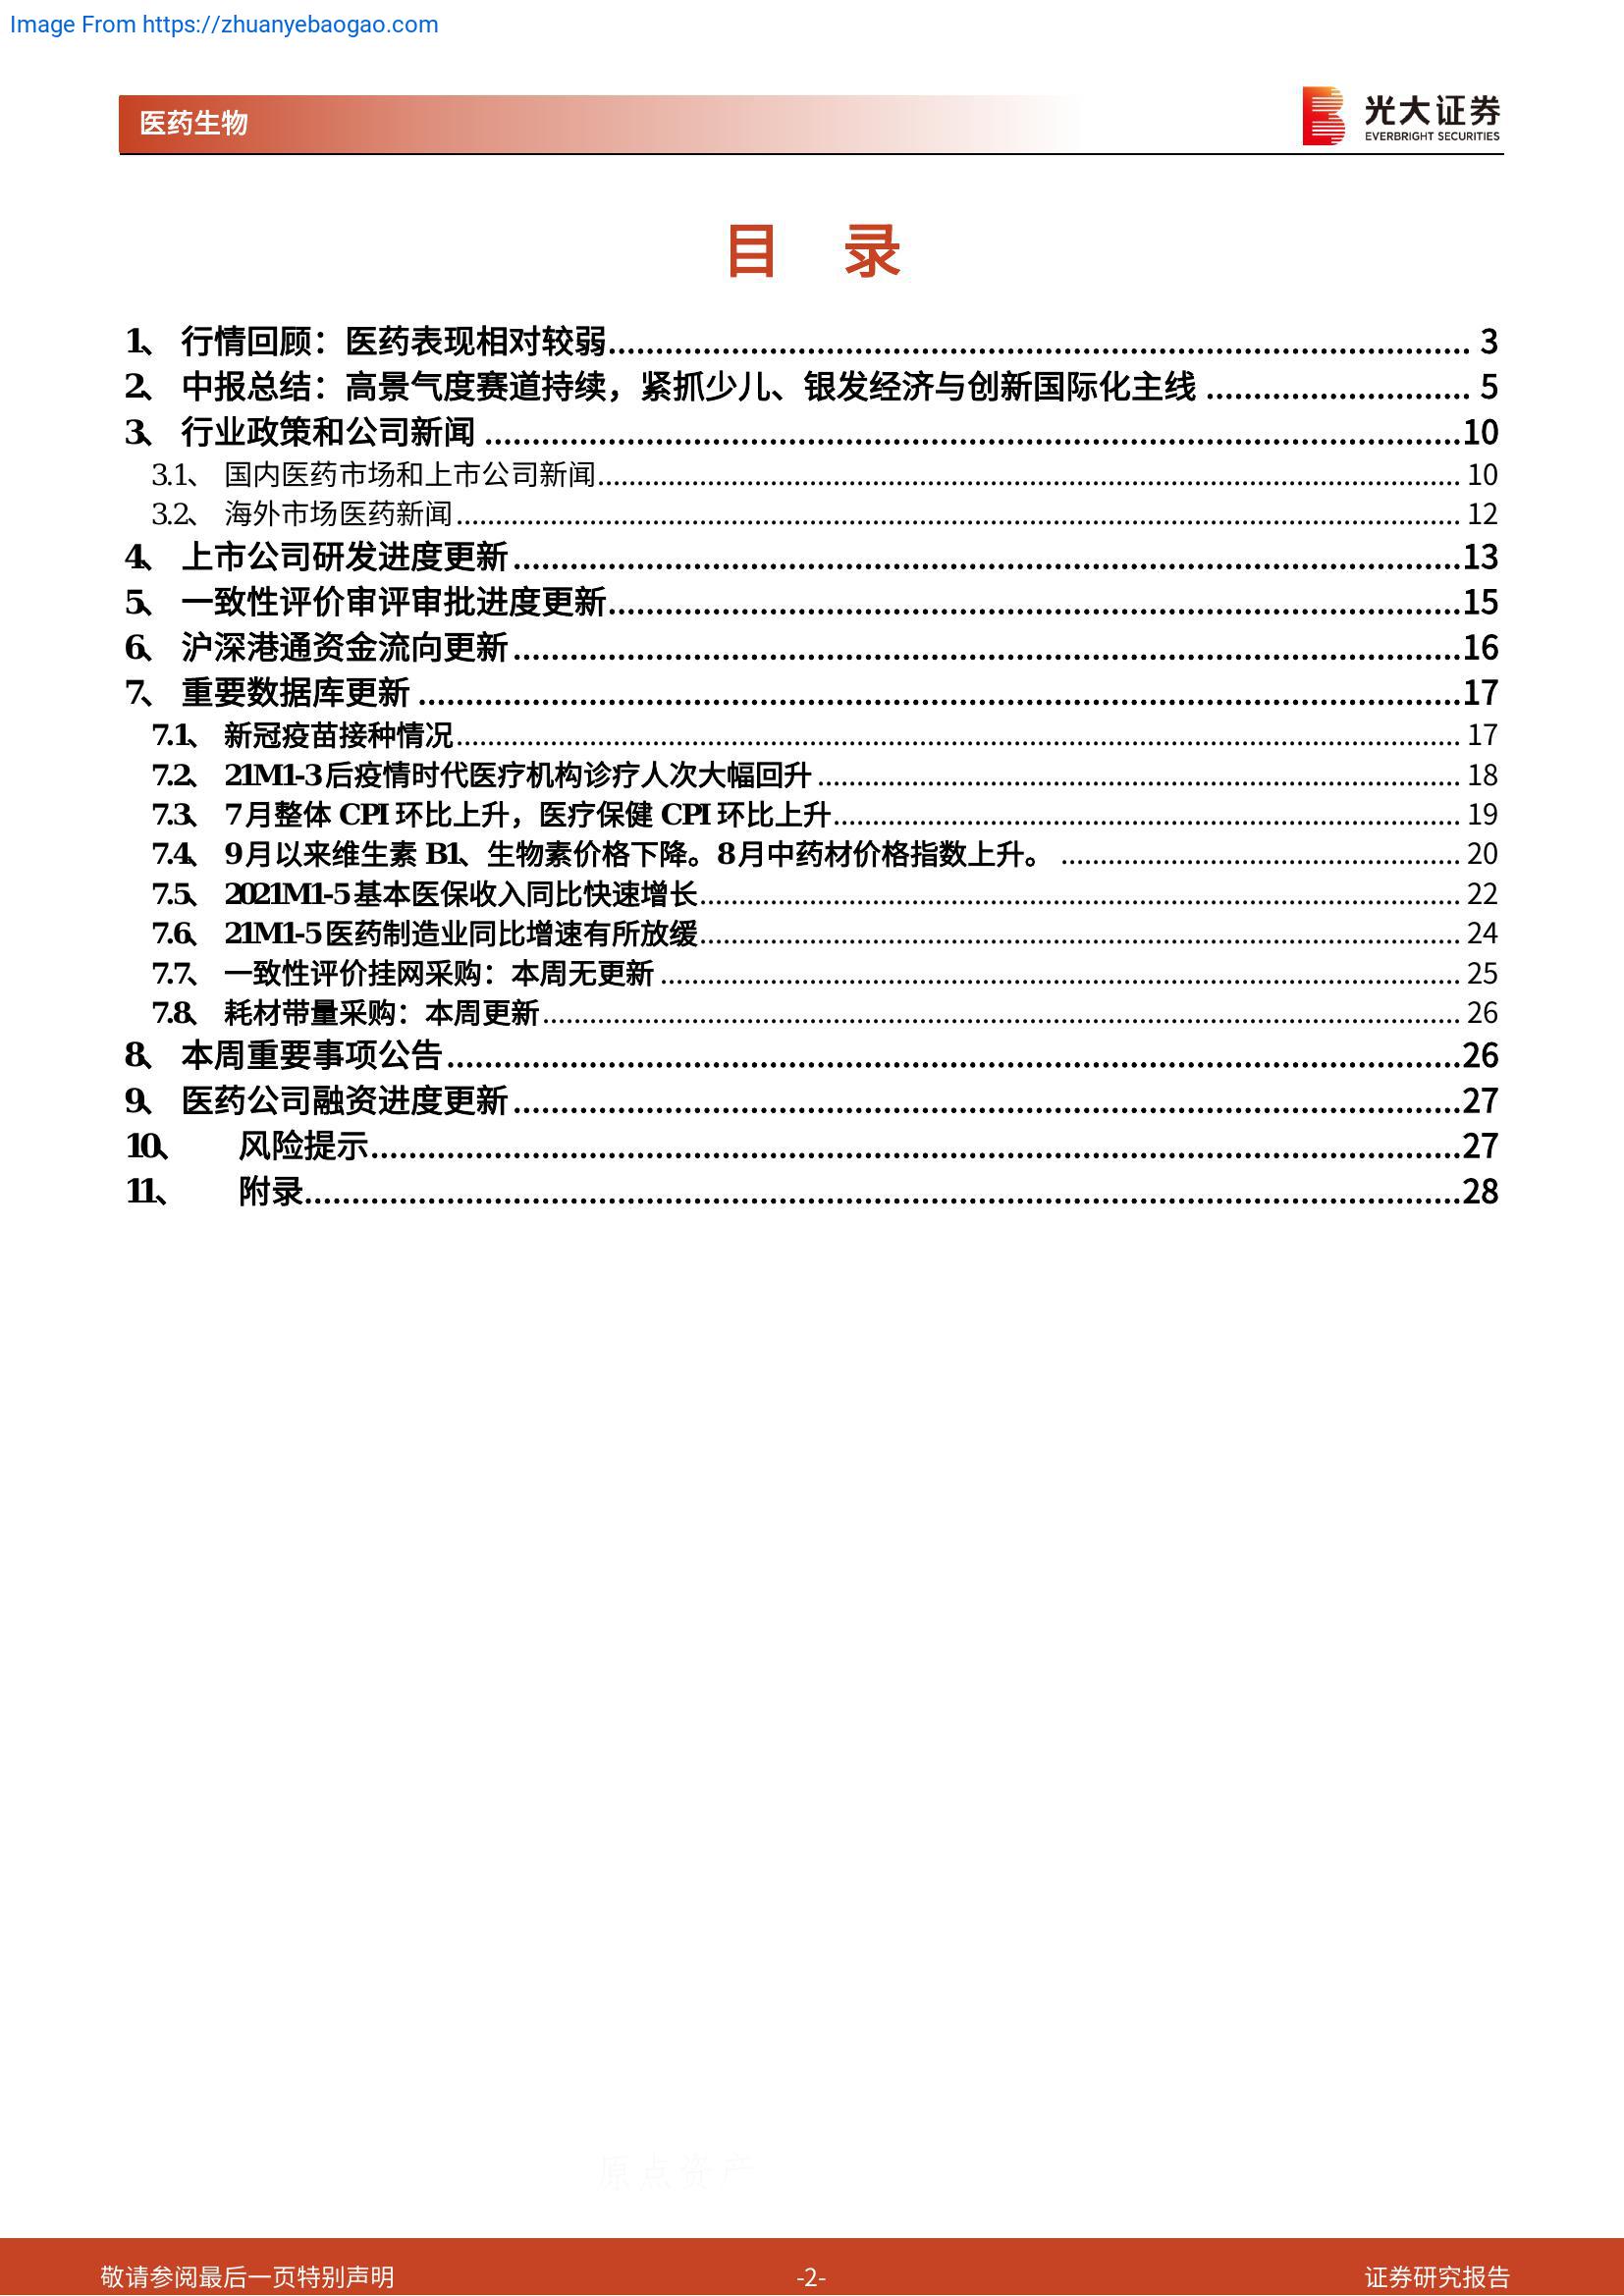 Image From https://zhuanyebaogao.com
医药生物
光大证券
EVERBRIGHT SECURITIES
目 录
1、 行情回顾：医药表现相对较弱 3
2、 中报总结：高景气度赛道持续，紧抓少儿、银发经济与创新国际化主线 5
3、 行业政策和公司新闻 10
3.1、 国内医药市场和上市公司新闻 10
3.2、 海外市场医药新闻 12
4、 上市公司研发进度更新 13
5、 一致性评价审评审批进度更新 15
6、 沪深港通资金流向更新 16
7、 重要数据库更新 17
7.1、 新冠疫苗接种情况 17
7.2、 21M1-3后疫情时代医疗机构诊疗人次大幅回升 18
7.3、 7月整体 CPI 环比上升，医疗保健 CPI 环比上升 19
7.4、 9月以来维生素 B1、生物素价格下降。8月中药材价格指数上升。 20
7.5、 2021M1-5基本医保收入同比快速增长 22
7.6、 21M1-5医药制造业同比增速有所放缓 24
7.7、 一致性评价挂网采购：本周无更新 25
7.8、 耗材带量采购：本周更新 26
8、 本周重要事项公告 26
9、 医药公司融资进度更新 27
10、 风险提示 27
11、 附录 28
原点资产
敬请参阅最后一页特别声明 -2- 证券研究报告